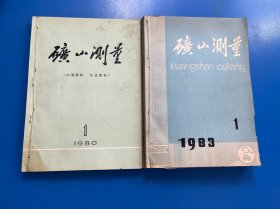 矿山测量
(内部资料 注意保存)
1
1980
矿山测量
kuangshan celiang
1983
1